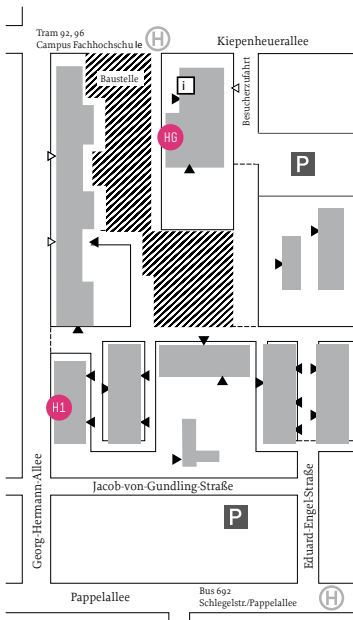 Tram 92, 96
Campus Fachhochschule
H
Kiepenheuerallee
Baustelle
i
Besucherzufahrt
HG
P
H1
Georg-Hermann-Allee
Jacob-von-Gundling-Straße
P
Eduard-Engel-Straße
Pappelallee
Bus 692
Schlegelstr./Pappelallee
H